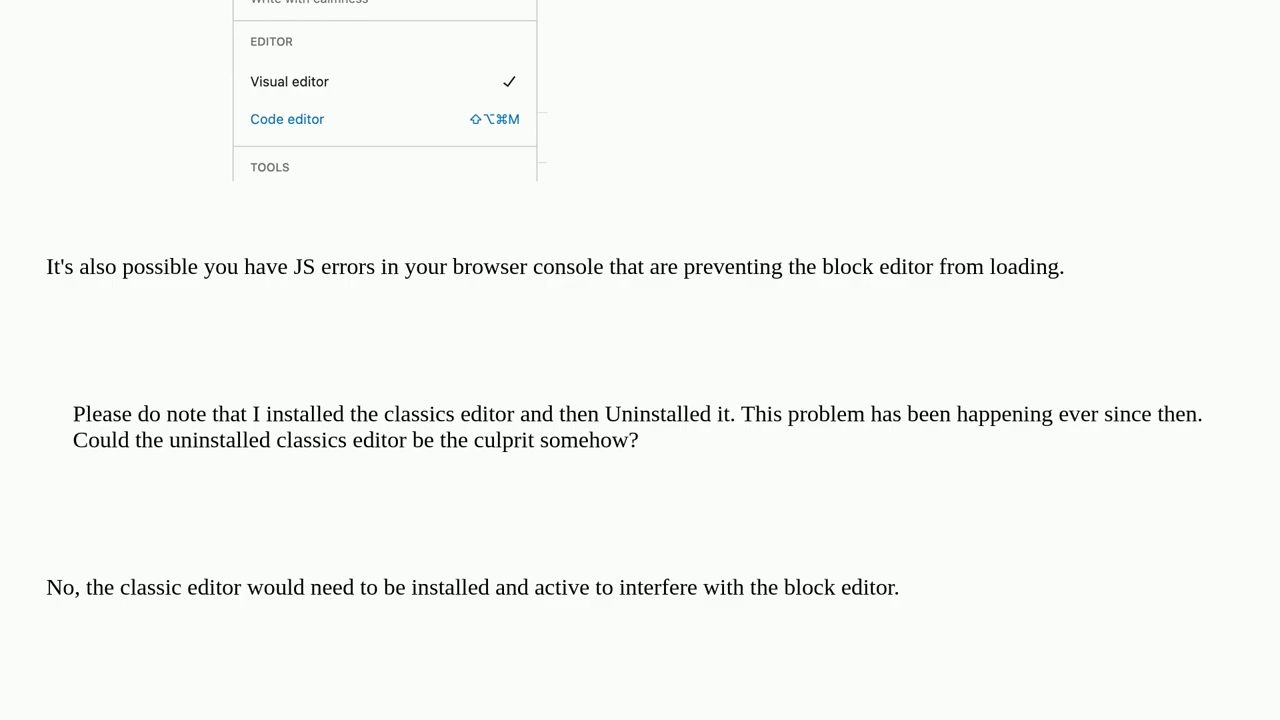 Write with calmness
EDITOR
Visual editor
Code editor ⇧⌥⌘M
TOOLS
It's also possible you have JS errors in your browser console that are preventing the block editor from loading.
Please do note that I installed the classics editor and then Uninstalled it. This problem has been happening ever since then.
Could the uninstalled classics editor be the culprit somehow?
No, the classic editor would need to be installed and active to interfere with the block editor.